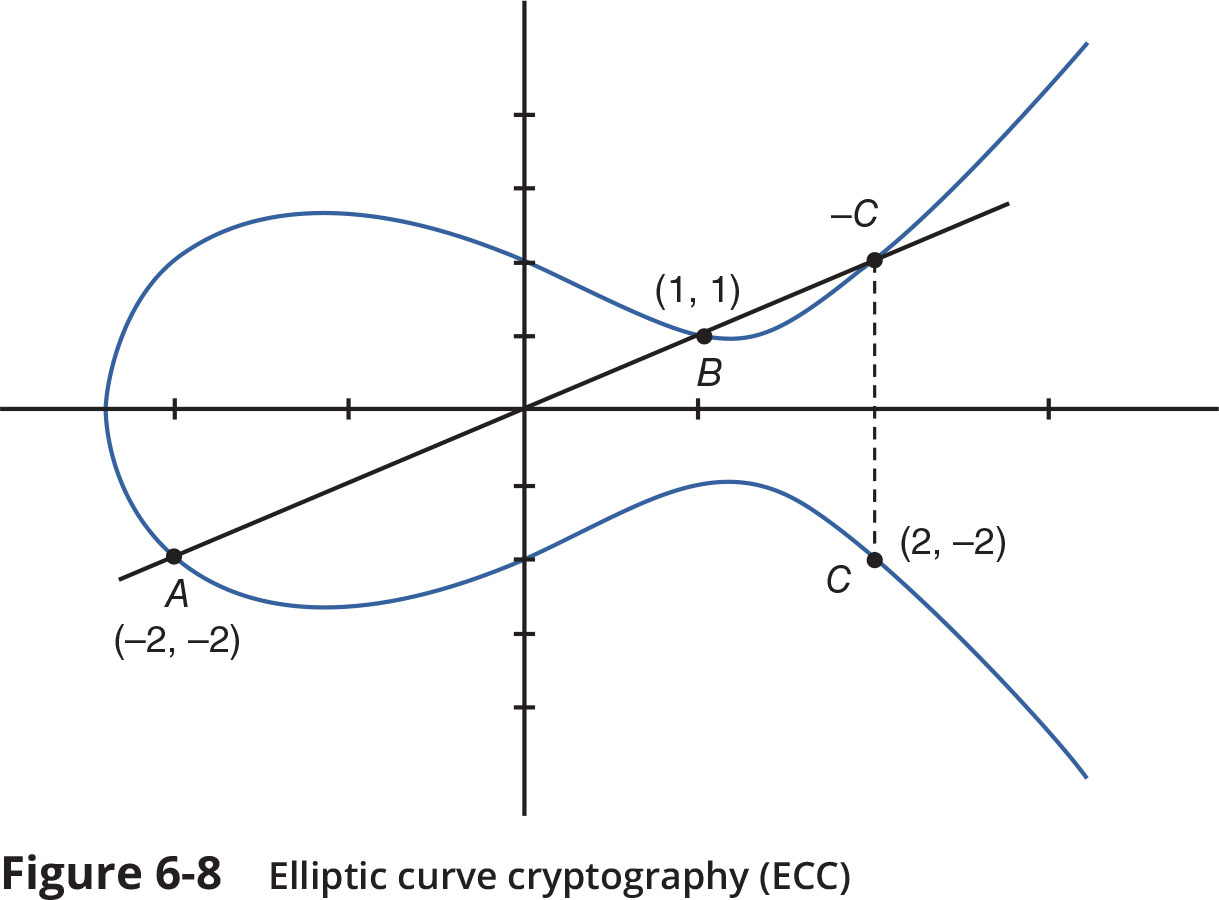 –C
(1, 1)
B
(2, –2)
C
A
(–2, –2)
Figure 6-8 Elliptic curve cryptography (ECC)